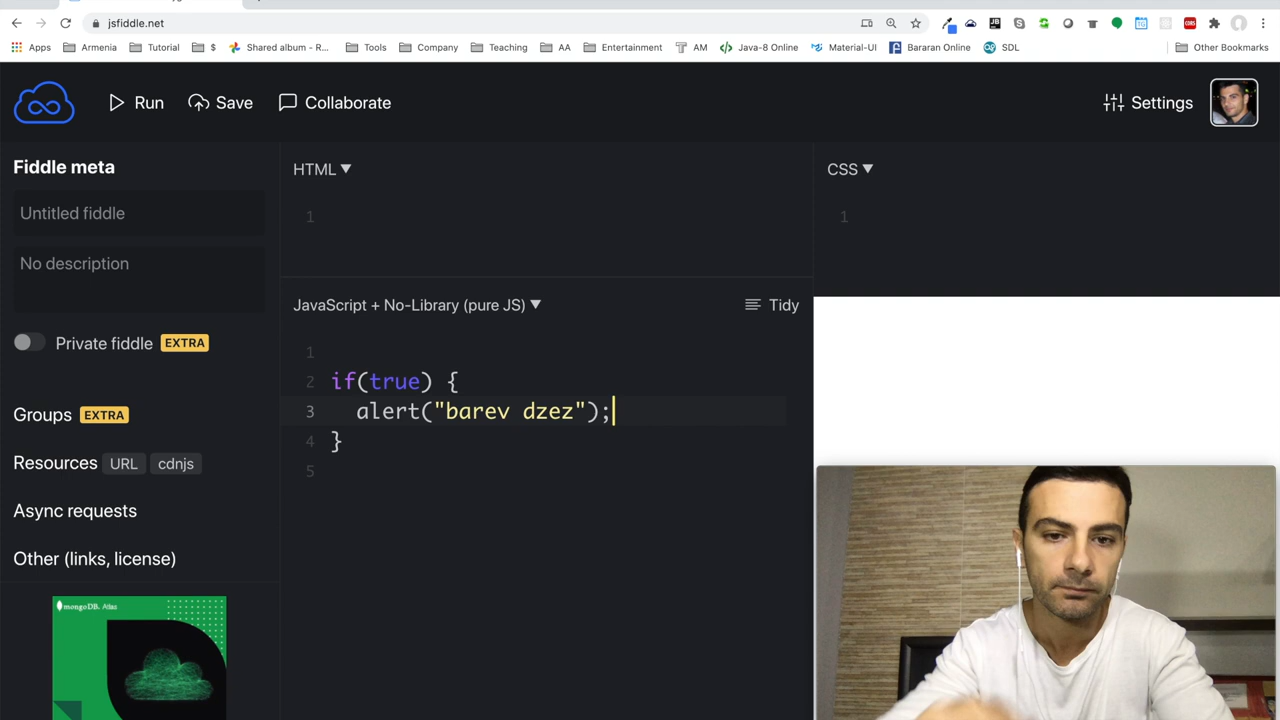 jsfiddle.net
Apps Armenia Tutorial $ Shared album - R... Tools Company Teaching AA Entertainment AM Java-8 Online Material-UI Bararan Online SDL Other Bookmarks
Run Save Collaborate Settings
Fiddle meta
Untitled fiddle
No description
Private fiddle EXTRA
Groups EXTRA
Resources URL cdnjs
Async requests
Other (links, license)
mongoDB. Atlas
HTML
1
CSS
1
JavaScript + No-Library (pure JS) Tidy
1
2 if(true) {
3 alert("barev dzez");
4 }
5